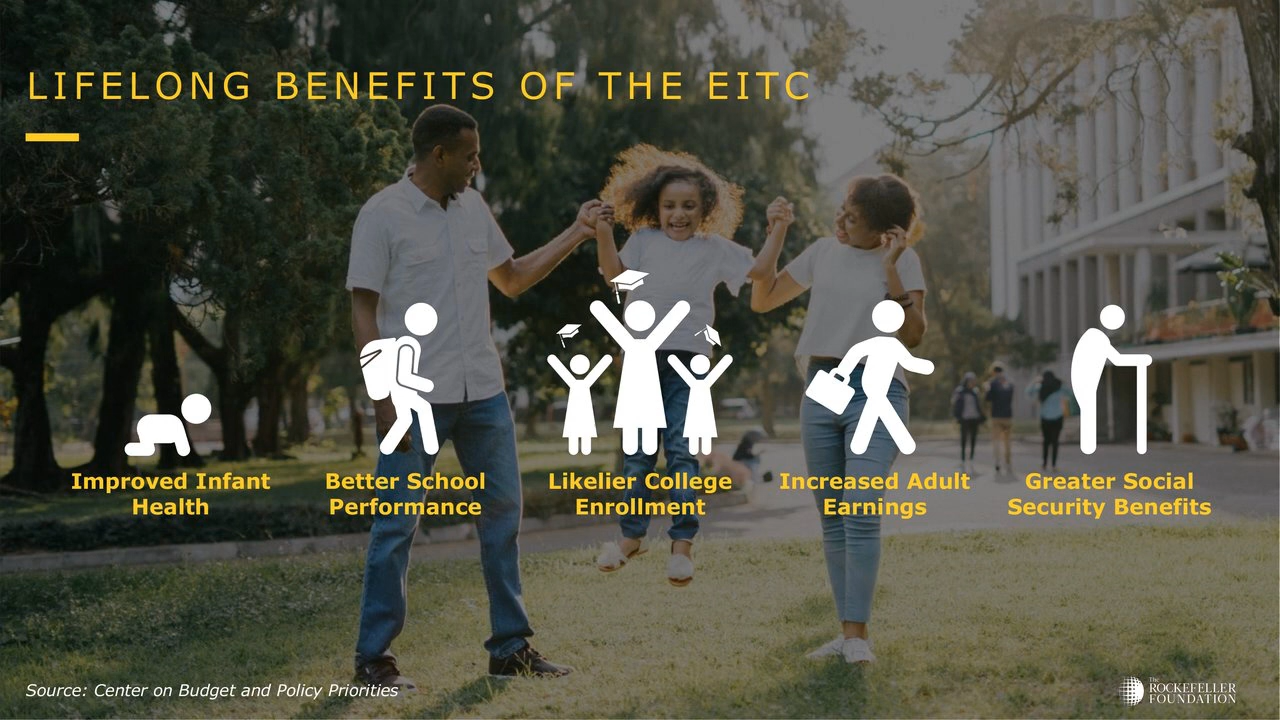 LIFELONG BENEFITS OF THE EITC
Improved Infant
Health
Better School
Performance
Likelier College
Enrollment
Increased Adult
Earnings
Greater Social
Security Benefits
Source: Center on Budget and Policy Priorities
The
ROCKEFELLER
FOUNDATION